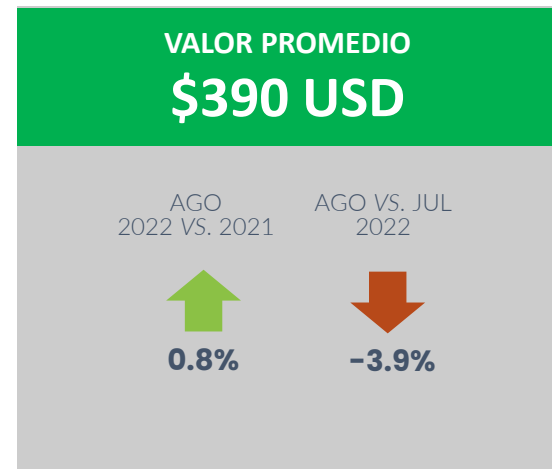 VALOR PROMEDIO
$390 USD
AGO
2022 VS. 2021
AGO VS. JUL
2022
0.8%
-3.9%